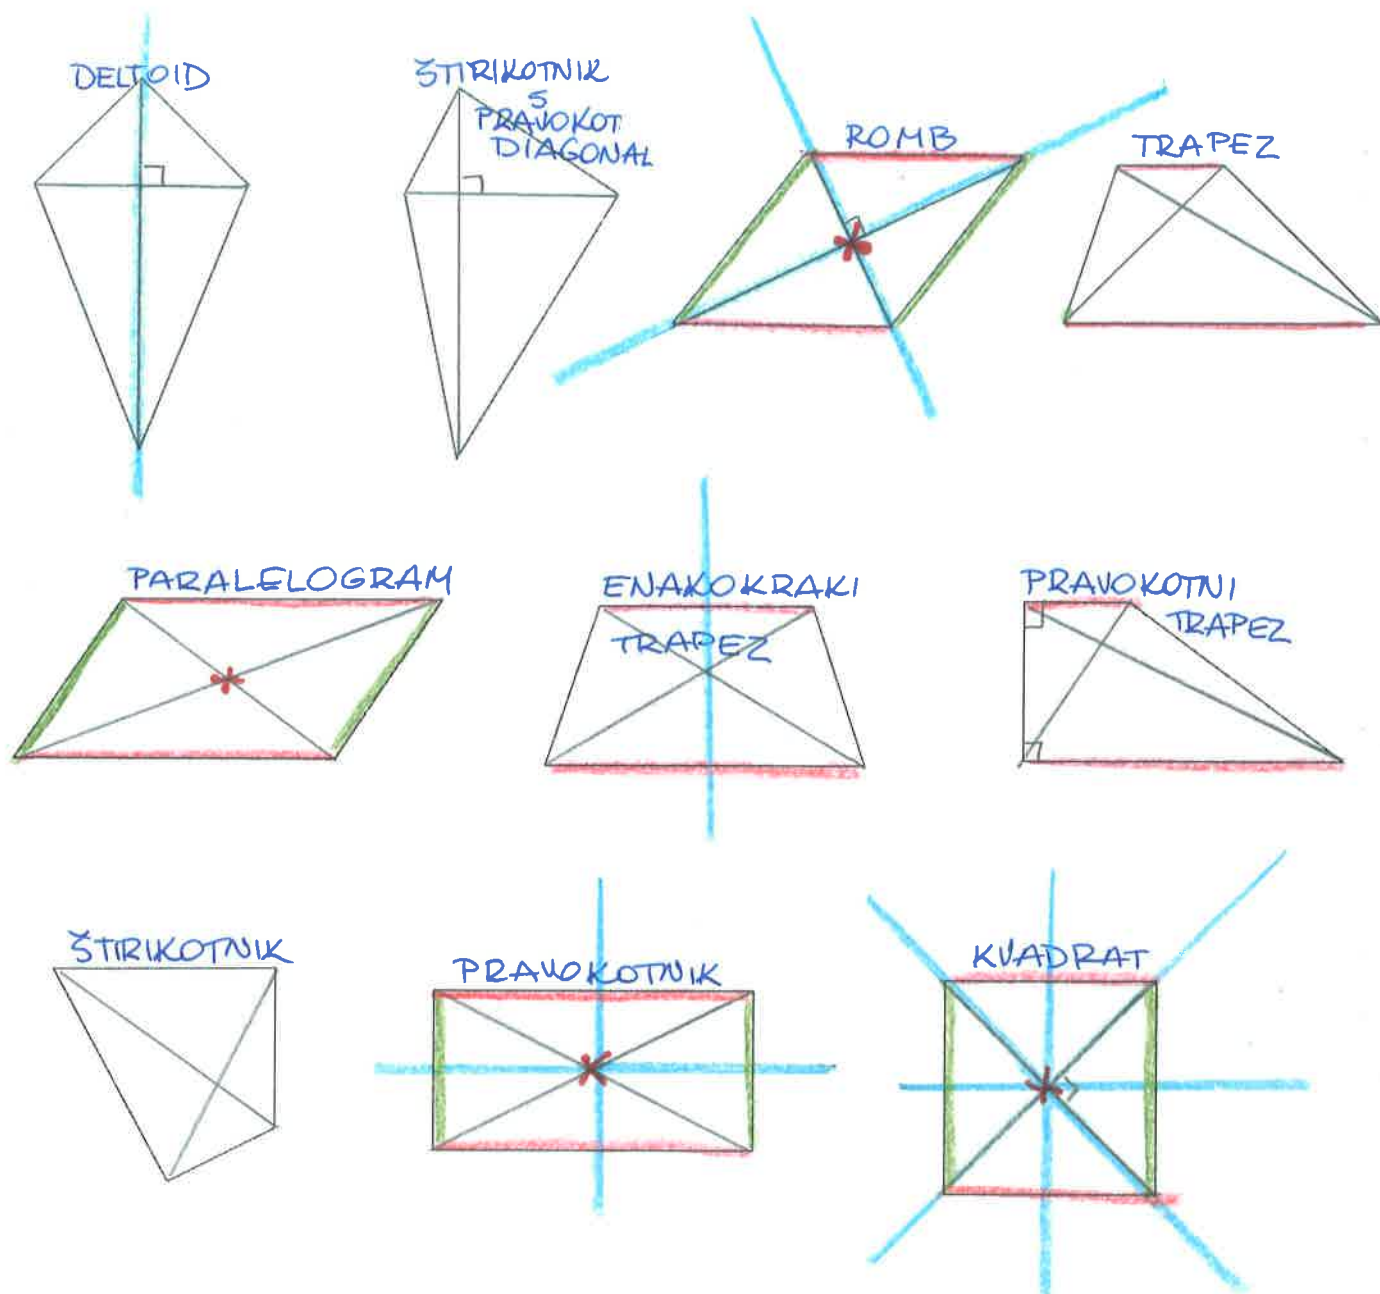 DELTOID
ŠTIRIKOTNIK
S
PRAVOKOT
DIAGONAL
ROMB
TRAPEZ
PARALELOGRAM
ENAKOKRAKI
TRAPEZ
PRAVOKOTNI
TRAPEZ
ŠTIRIKOTNIK
PRAVOKOTNIK
KVADRAT